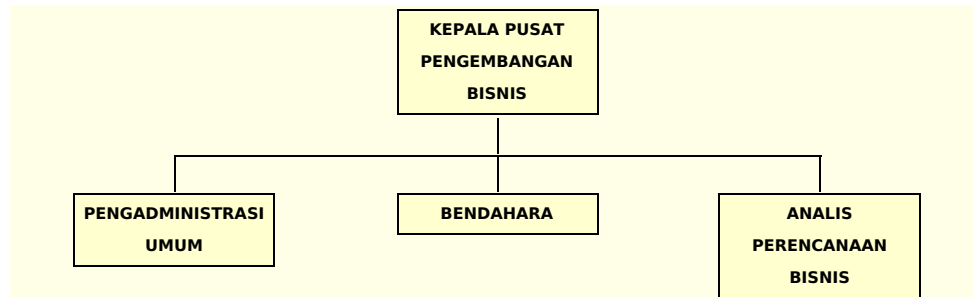 KEPALA PUSAT
PENGEMBANGAN
BISNIS
PENGADMINISTRASI
UMUM
BENDAHARA
ANALIS
PERENCANAAN
BISNIS